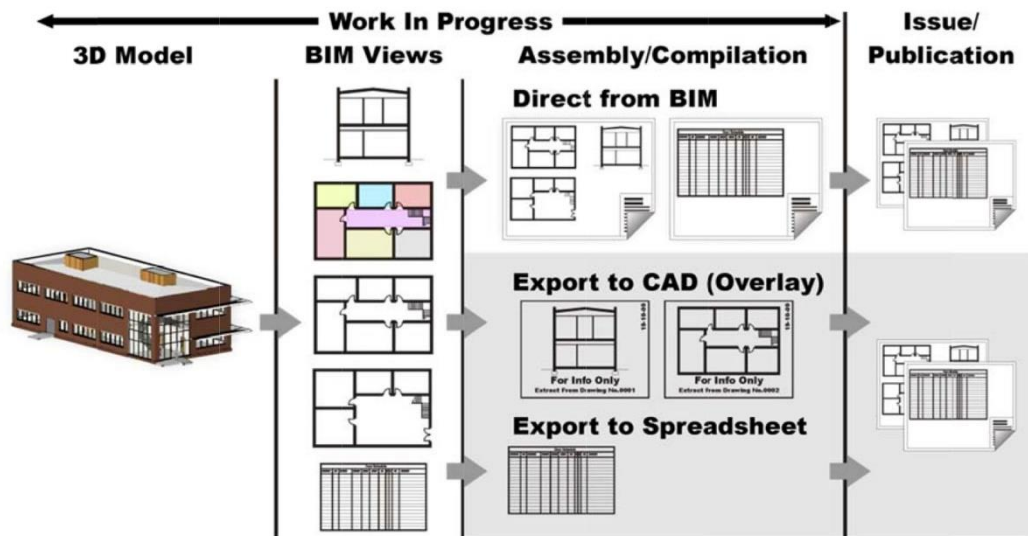 Work In Progress
Issue/
Publication
3D Model
BIM Views
Assembly/Compilation
Direct from BIM
Export to CAD (Overlay)
For Info Only
Extract From Drawing No.0001
For Info Only
Extract From Drawing No.0002
Export to Spreadsheet